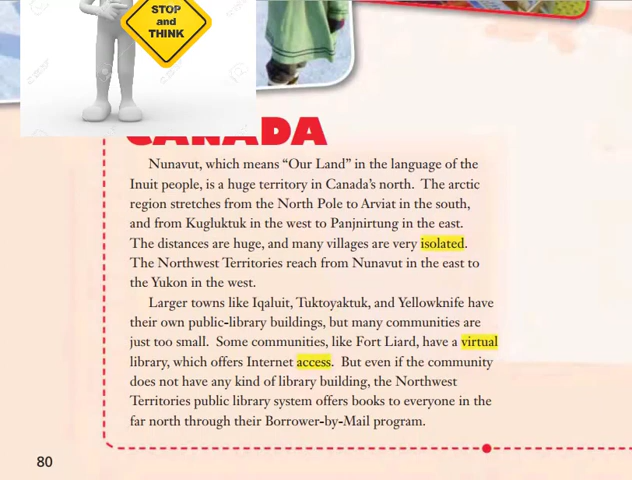 STOP
and
THINK
CANADA
Nunavut, which means “Our Land” in the language of the
Inuit people, is a huge territory in Canada’s north. The arctic
region stretches from the North Pole to Arviat in the south,
and from Kugluktuk in the west to Panjnirtung in the east.
The distances are huge, and many villages are very isolated.
The Northwest Territories reach from Nunavut in the east to
the Yukon in the west.
Larger towns like Iqaluit, Tuktoyaktuk, and Yellowknife have
their own public-library buildings, but many communities are
just too small. Some communities, like Fort Liard, have a virtual
library, which offers Internet access. But even if the community
does not have any kind of library building, the Northwest
Territories public library system offers books to everyone in the
far north through their Borrower-by-Mail program.
80